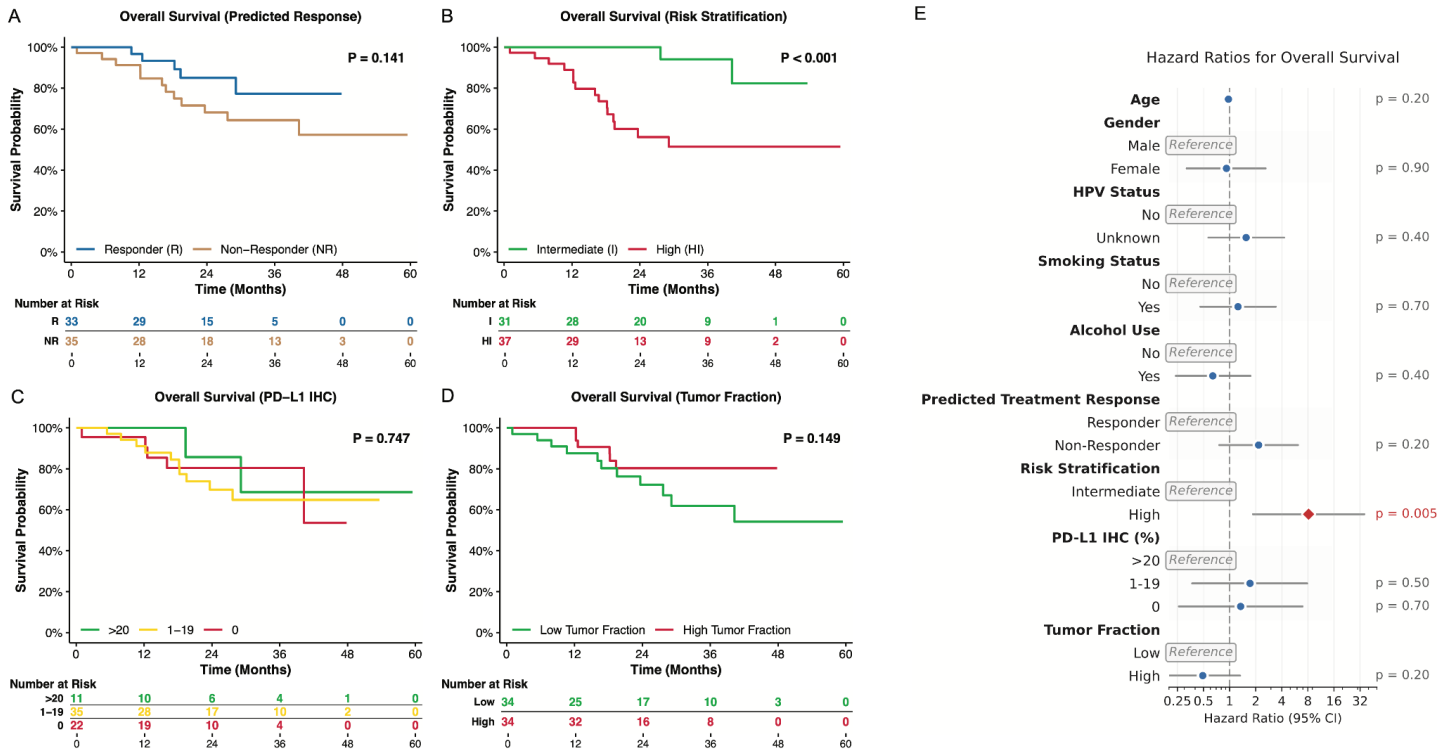 A
Overall Survival (Predicted Response)
100%
80%
60%
40%
20%
0%
Survival Probability
P = 0.141
Responder (R) Non-Responder (NR)
0 12 24 36 48 60
Time (Months)
Number at Risk
R 33 29 15 5 0 0
NR 35 28 18 13 3 0
0 12 24 36 48 60
B
Overall Survival (Risk Stratification)
100%
80%
60%
40%
20%
0%
Survival Probability
P < 0.001
Intermediate (I) High (HI)
0 12 24 36 48 60
Time (Months)
Number at Risk
I 31 28 20 9 1 0
HI 37 29 13 9 2 0
0 12 24 36 48 60
C
Overall Survival (PD–L1 IHC)
100%
80%
60%
40%
20%
0%
Survival Probability
P = 0.747
>20 1–19 0
0 12 24 36 48 60
Time (Months)
Number at Risk
>20 11 10 6 4 1 0
1–19 35 28 17 10 2 0
0 22 19 10 4 0 0
0 12 24 36 48 60
D
Overall Survival (Tumor Fraction)
100%
80%
60%
40%
20%
0%
Survival Probability
P = 0.149
Low Tumor Fraction High Tumor Fraction
0 12 24 36 48 60
Time (Months)
Number at Risk
Low 34 25 17 10 3 0
High 34 32 16 8 0 0
0 12 24 36 48 60
E
Hazard Ratios for Overall Survival
Age p = 0.20
Gender
Male Reference
Female p = 0.90
HPV Status
No Reference
Unknown p = 0.40
Smoking Status
No Reference
Yes p = 0.70
Alcohol Use
No Reference
Yes p = 0.40
Predicted Treatment Response
Responder Reference
Non-Responder p = 0.20
Risk Stratification
Intermediate Reference
High p = 0.005
PD-L1 IHC (%)
>20 Reference
1-19 p = 0.50
0 p = 0.70
Tumor Fraction
Low Reference
High p = 0.20
0.25 0.5 1 2 4 8 16 32
Hazard Ratio (95% CI)